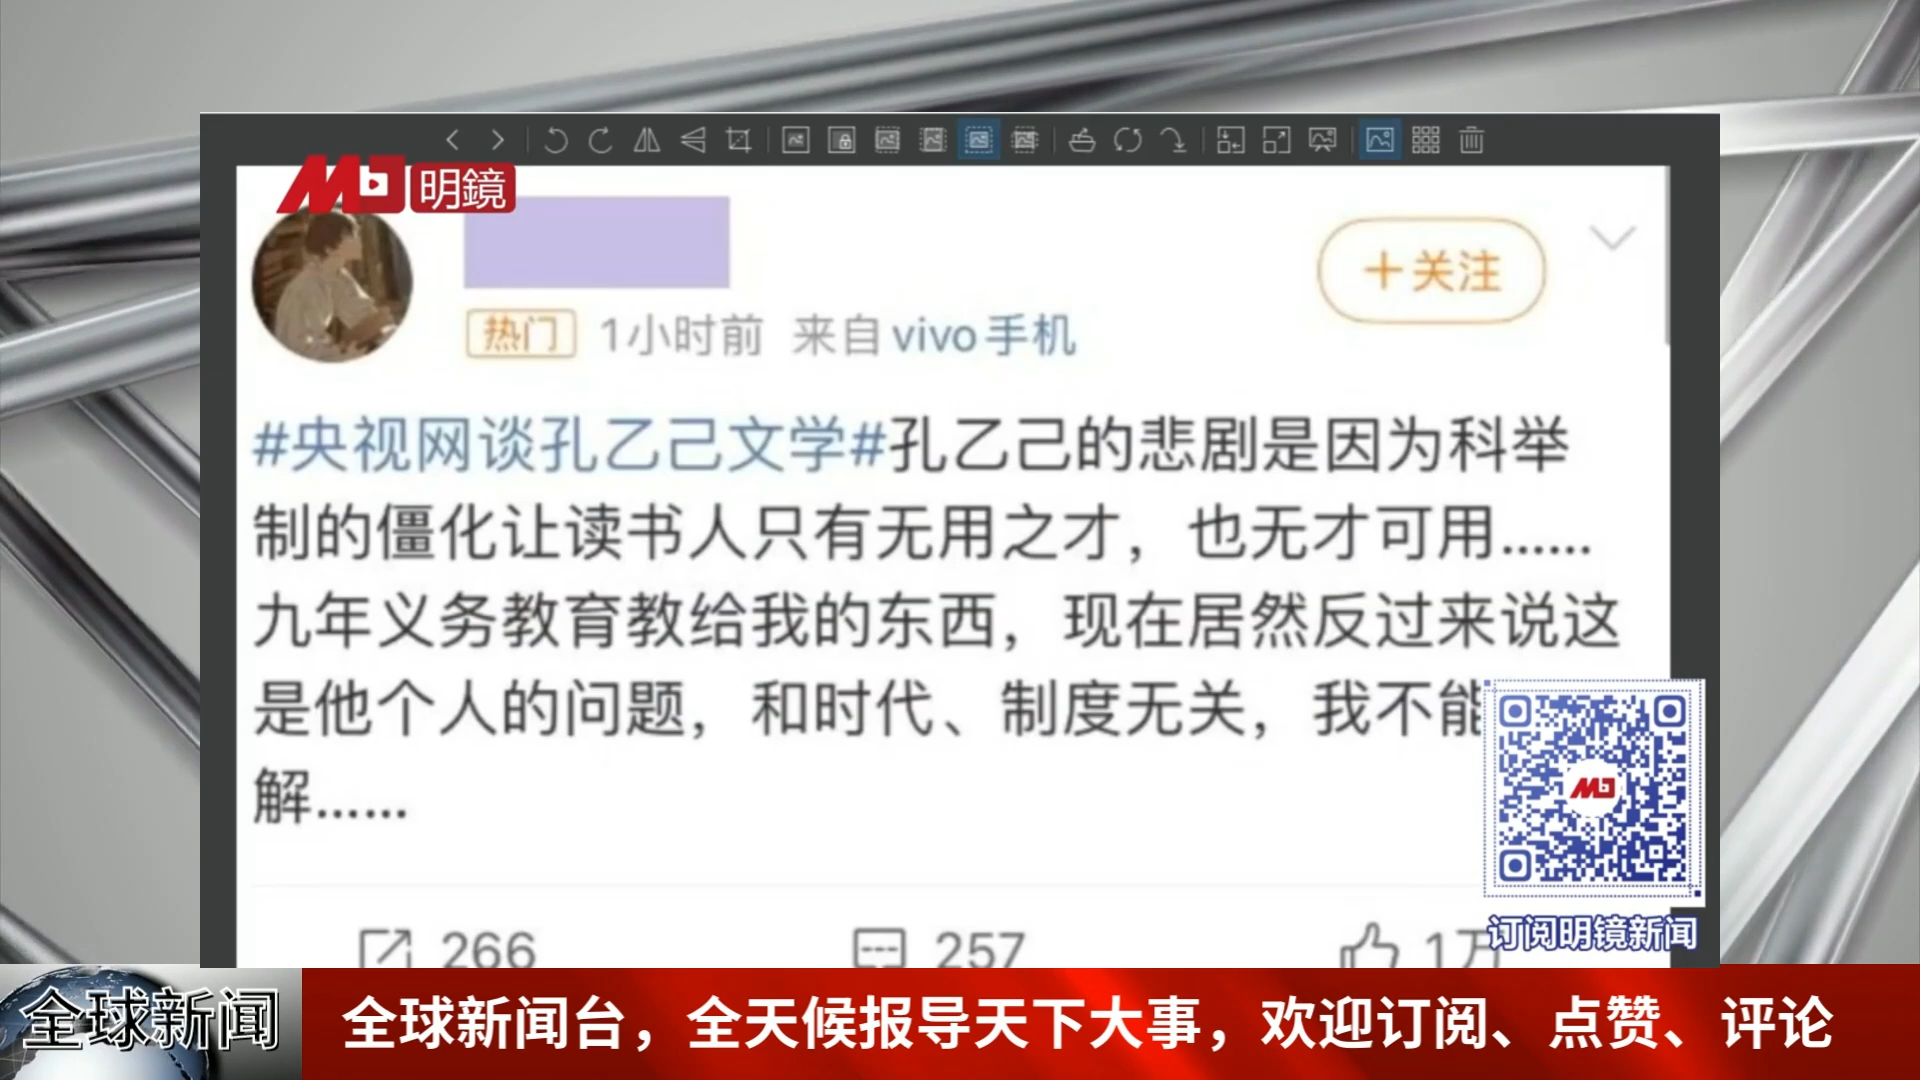 明鏡
+关注
热门 1小时前 来自vivo手机
#央视网谈孔乙己文学#孔乙己的悲剧是因为科举
制的僵化让读书人只有无用之才，也无才可用……
九年义务教育教给我的东西，现在居然反过来说这
是他个人的问题，和时代、制度无关，我不能
解……
266 257 1万
订阅明镜新闻
全球新闻 全球新闻台，全天候报导天下大事，欢迎订阅、点赞、评论